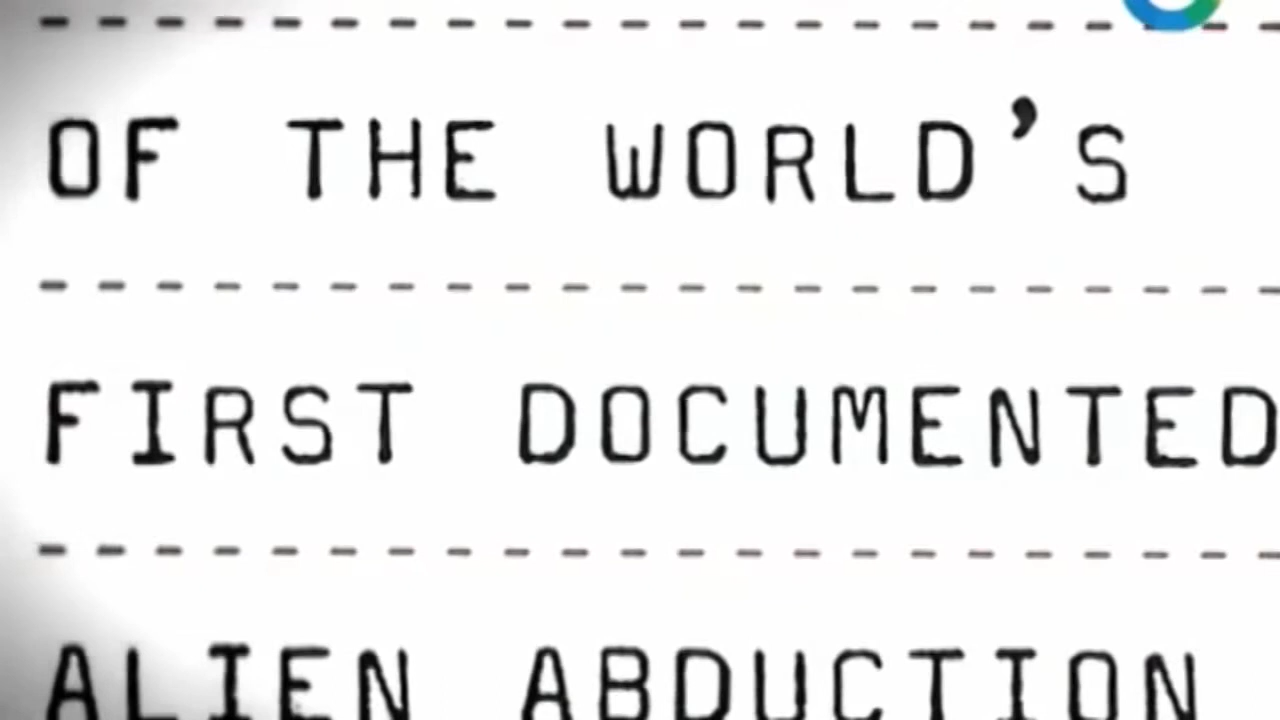 OF THE WORLD’S
FIRST DOCUMENTED
ALIEN ABDUCTION